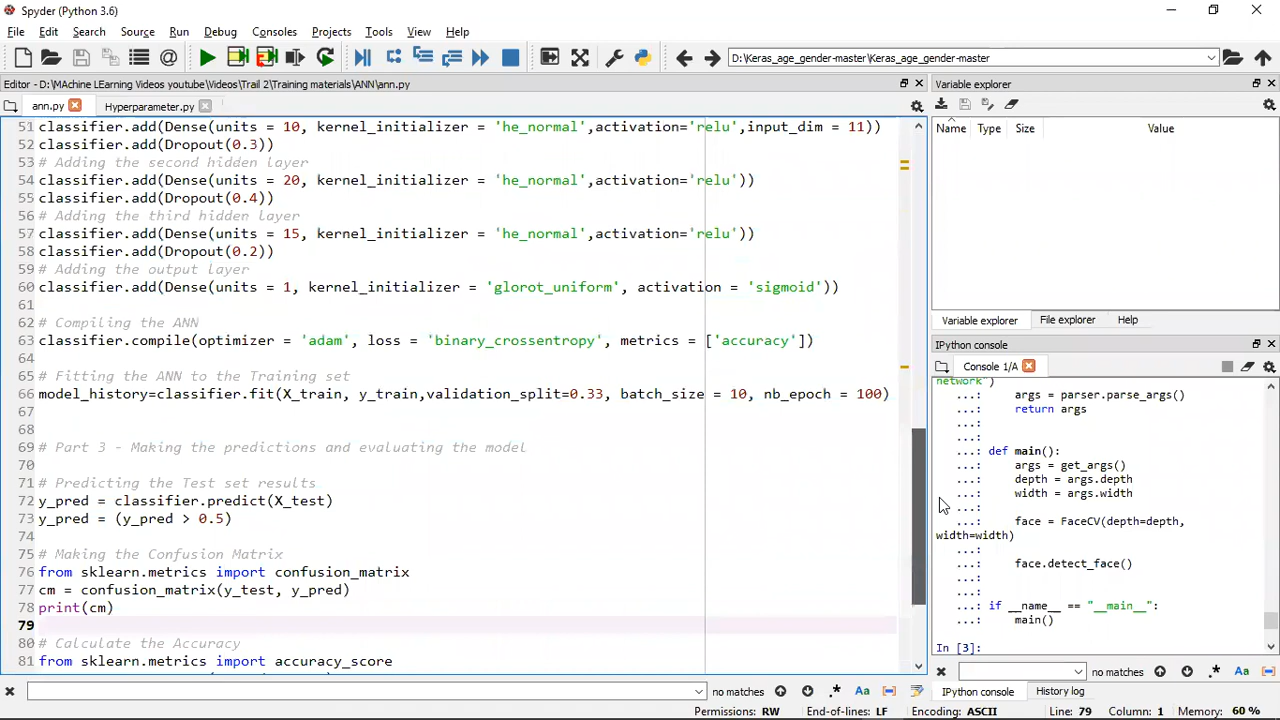 Spyder (Python 3.6)
File Edit Search Source Run Debug Consoles Projects Tools View Help
D:\Keras_age_gender-master\Keras_age_gender-master
Editor - D:\MAchine LEarning Videos youtube\Videos\Trail 2\Training materials\ANN\ann.py
ann.py Hyperparameter.py
51 classifier.add(Dense(units = 10, kernel_initializer = 'he_normal',activation='relu',input_dim = 11))
52 classifier.add(Dropout(0.3))
53 # Adding the second hidden layer
54 classifier.add(Dense(units = 20, kernel_initializer = 'he_normal',activation='relu'))
55 classifier.add(Dropout(0.4))
56 # Adding the third hidden layer
57 classifier.add(Dense(units = 15, kernel_initializer = 'he_normal',activation='relu'))
58 classifier.add(Dropout(0.2))
59 # Adding the output layer
60 classifier.add(Dense(units = 1, kernel_initializer = 'glorot_uniform', activation = 'sigmoid'))
61
62 # Compiling the ANN
63 classifier.compile(optimizer = 'adam', loss = 'binary_crossentropy', metrics = ['accuracy'])
64
65 # Fitting the ANN to the Training set
66 model_history=classifier.fit(X_train, y_train,validation_split=0.33, batch_size = 10, nb_epoch = 100)
67
68
69 # Part 3 - Making the predictions and evaluating the model
70
71 # Predicting the Test set results
72 y_pred = classifier.predict(X_test)
73 y_pred = (y_pred > 0.5)
74
75 # Making the Confusion Matrix
76 from sklearn.metrics import confusion_matrix
77 cm = confusion_matrix(y_test, y_pred)
78 print(cm)
79
80 # Calculate the Accuracy
81 from sklearn.metrics import accuracy_score
no matches Aa
Variable explorer
Name Type Size Value
Variable explorer File explorer Help
IPython console
Console 1/A
network")
...: args = parser.parse_args()
...: return args
...:
...:
...: def main():
...: args = get_args()
...: depth = args.depth
...: width = args.width
...:
...: face = FaceCV(depth=depth,
width=width)
...:
...: face.detect_face()
...:
...:
...: if __name__ == "__main__":
...: main()
In [3]:
no matches Aa
IPython console History log
Permissions: RW End-of-lines: LF Encoding: ASCII Line: 79 Column: 1 Memory: 60 %